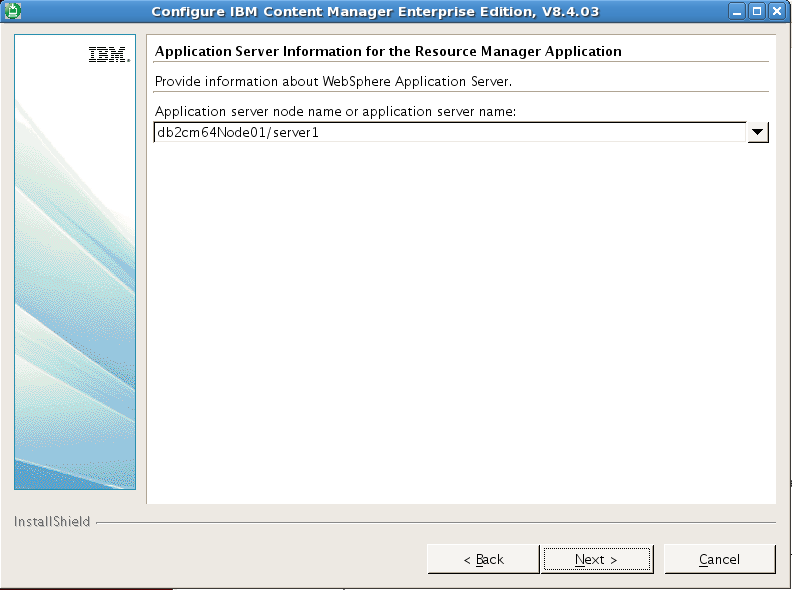 Configure IBM Content Manager Enterprise Edition, V8.4.03
IBM.
Application Server Information for the Resource Manager Application
Provide information about WebSphere Application Server.
Application server node name or application server name:
db2cm64Node01/server1
InstallShield
< Back
Next >
Cancel